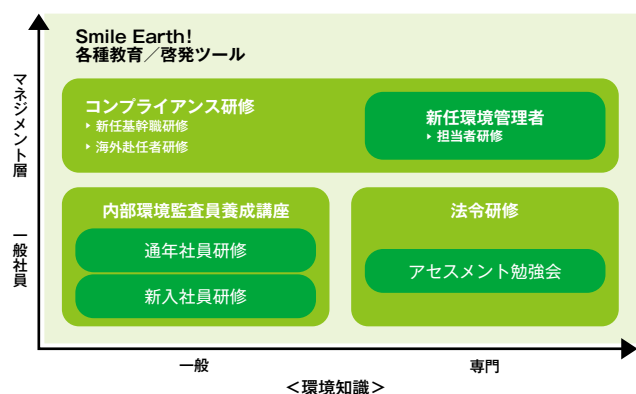 Smile Earth!
各種教育／啓発ツール
マネジメント層
コンプライアンス研修
▸ 新任基幹職研修
▸ 海外赴任者研修
新任環境管理者
▸ 担当者研修
一般社員
内部環境監査員養成講座
通年社員研修
新入社員研修
法令研修
アセスメント勉強会
一般
専門
＜環境知識＞